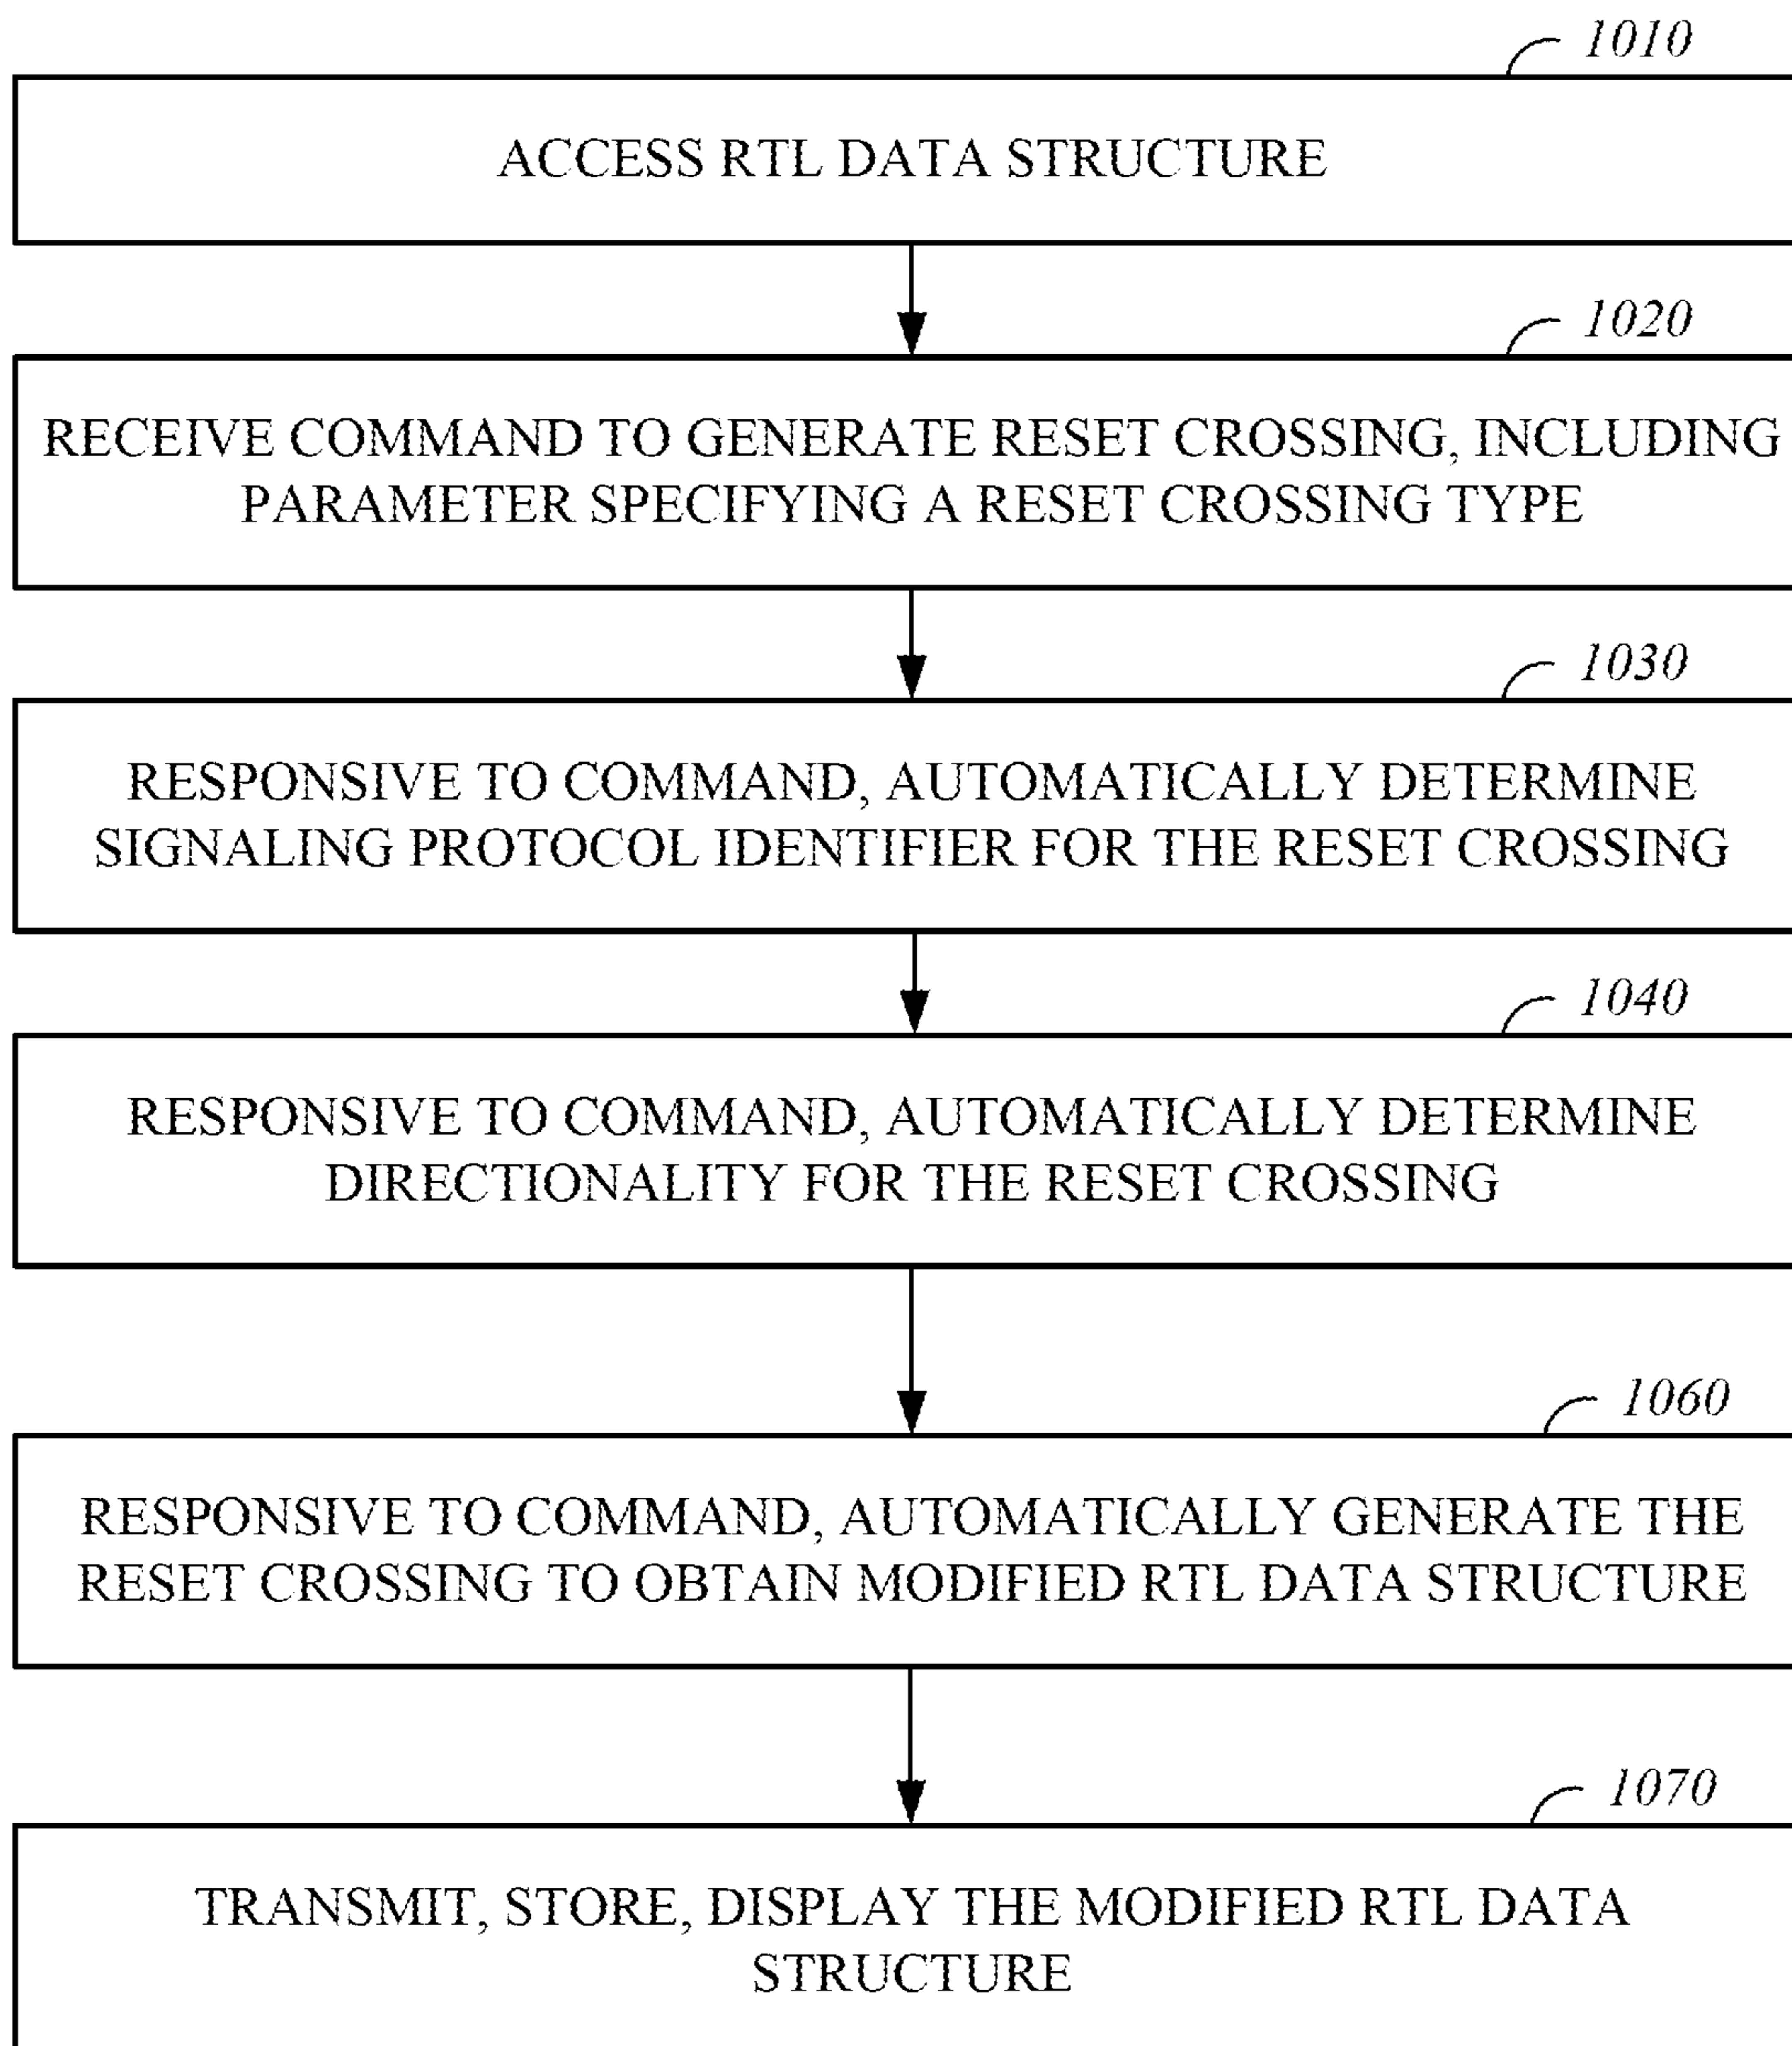 1010
ACCESS RTL DATA STRUCTURE
1020
RECEIVE COMMAND TO GENERATE RESET CROSSING, INCLUDING
PARAMETER SPECIFYING A RESET CROSSING TYPE
1030
RESPONSIVE TO COMMAND, AUTOMATICALLY DETERMINE
SIGNALING PROTOCOL IDENTIFIER FOR THE RESET CROSSING
1040
RESPONSIVE TO COMMAND, AUTOMATICALLY DETERMINE
DIRECTIONALITY FOR THE RESET CROSSING
1060
RESPONSIVE TO COMMAND, AUTOMATICALLY GENERATE THE
RESET CROSSING TO OBTAIN MODIFIED RTL DATA STRUCTURE
1070
TRANSMIT, STORE, DISPLAY THE MODIFIED RTL DATA
STRUCTURE